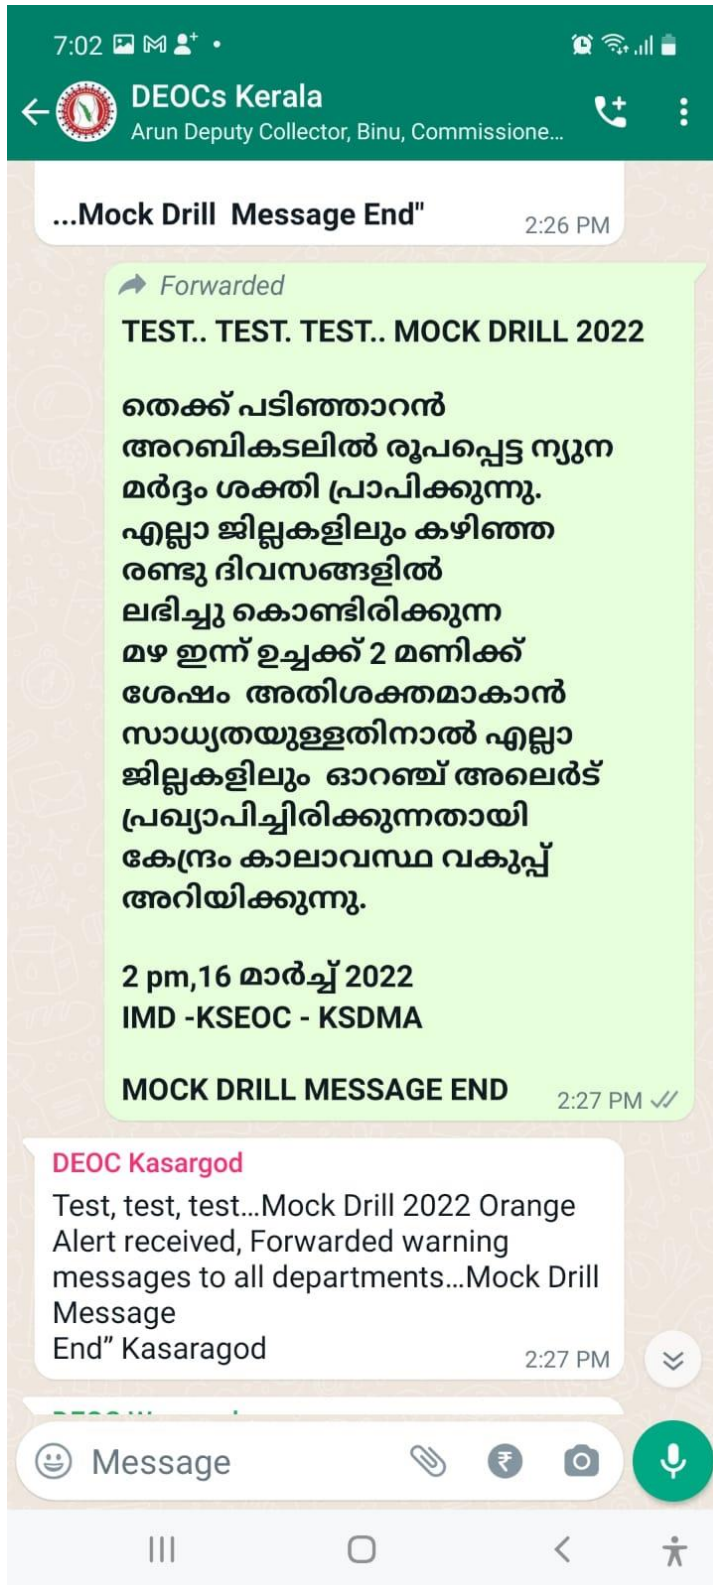 7:02
DEOCs Kerala
Arun Deputy Collector, Binu, Commissione...
...Mock Drill Message End"
2:26 PM
Forwarded
TEST.. TEST. TEST.. MOCK DRILL 2022
തെക്ക് പടിഞ്ഞാറൻ
അറബികടലിൽ രൂപപ്പെട്ട ന്യുന
മർദ്ദം ശക്തി പ്രാപിക്കുന്നു.
എല്ലാ ജില്ലകളിലും കഴിഞ്ഞ
രണ്ടു ദിവസങ്ങളിൽ
ലഭിച്ചു കൊണ്ടിരിക്കുന്ന
മഴ ഇന്ന് ഉച്ചക്ക് 2 മണിക്ക്
ശേഷം അതിശക്തമാകാൻ
സാധ്യതയുള്ളതിനാൽ എല്ലാ
ജില്ലകളിലും ഓറഞ്ച് അലെർട്
പ്രഖ്യാപിച്ചിരിക്കുന്നതായി
കേന്ദ്രം കാലാവസ്ഥ വകുപ്പ്
അറിയിക്കുന്നു.
2 pm,16 മാർച്ച് 2022
IMD -KSEOC - KSDMA
MOCK DRILL MESSAGE END
2:27 PM
DEOC Kasargod
Test, test, test...Mock Drill 2022 Orange
Alert received, Forwarded warning
messages to all departments...Mock Drill
Message
End” Kasaragod
2:27 PM
Message